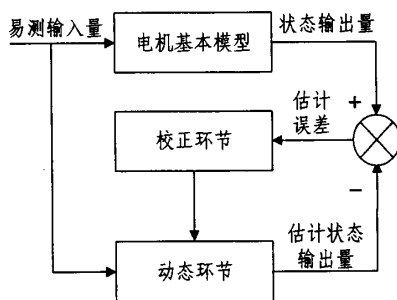 易测输入量
电机基本模型
状态输出量
估计
误差
+
校正环节
−
估计状态
输出量
动态环节